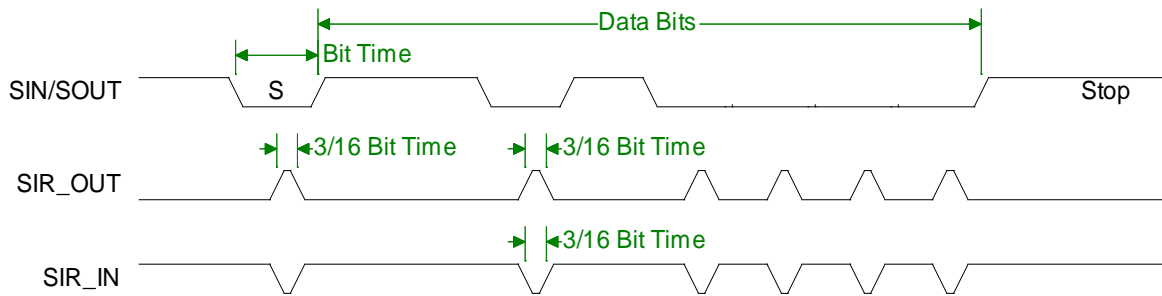 Data Bits
Bit Time
SIN/SOUT
S
Stop
3/16 Bit Time
3/16 Bit Time
SIR_OUT
3/16 Bit Time
SIR_IN